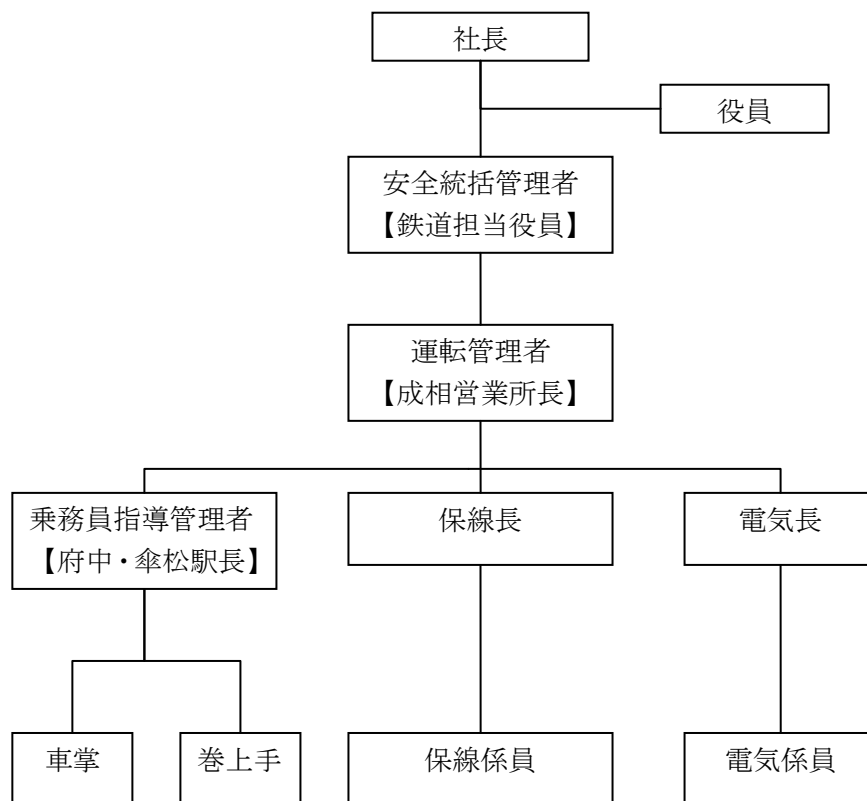 社長
役員
安全統括管理者
【鉄道担当役員】
運転管理者
【成相営業所長】
乗務員指導管理者
【府中・傘松駅長】
保線長
電気長
車掌
巻上手
保線係員
電気係員